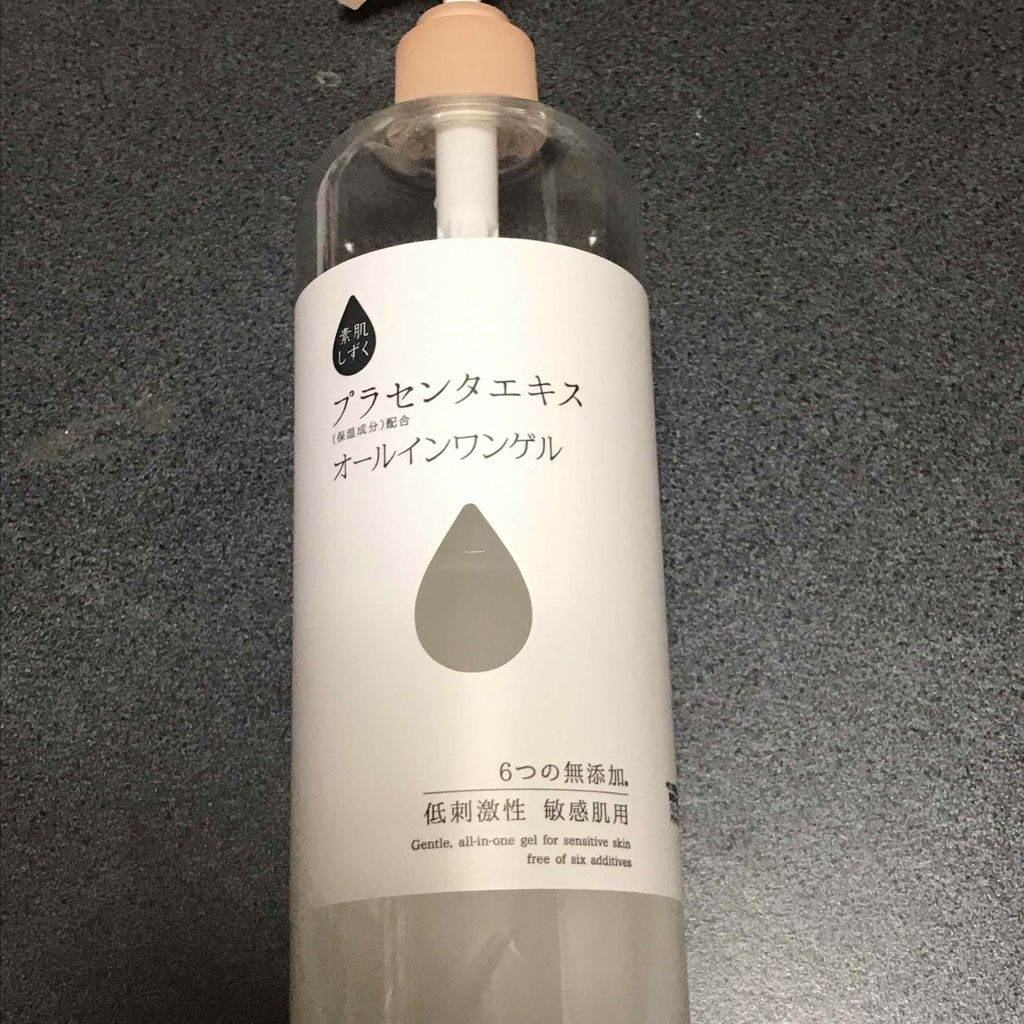 素肌
しずく
プラセンタエキス
(保湿成分)配合
オールインワンゲル
6つの無添加。
低刺激性 敏感肌用
Gentle, all-in-one gel for sensitive skin
free of six additives